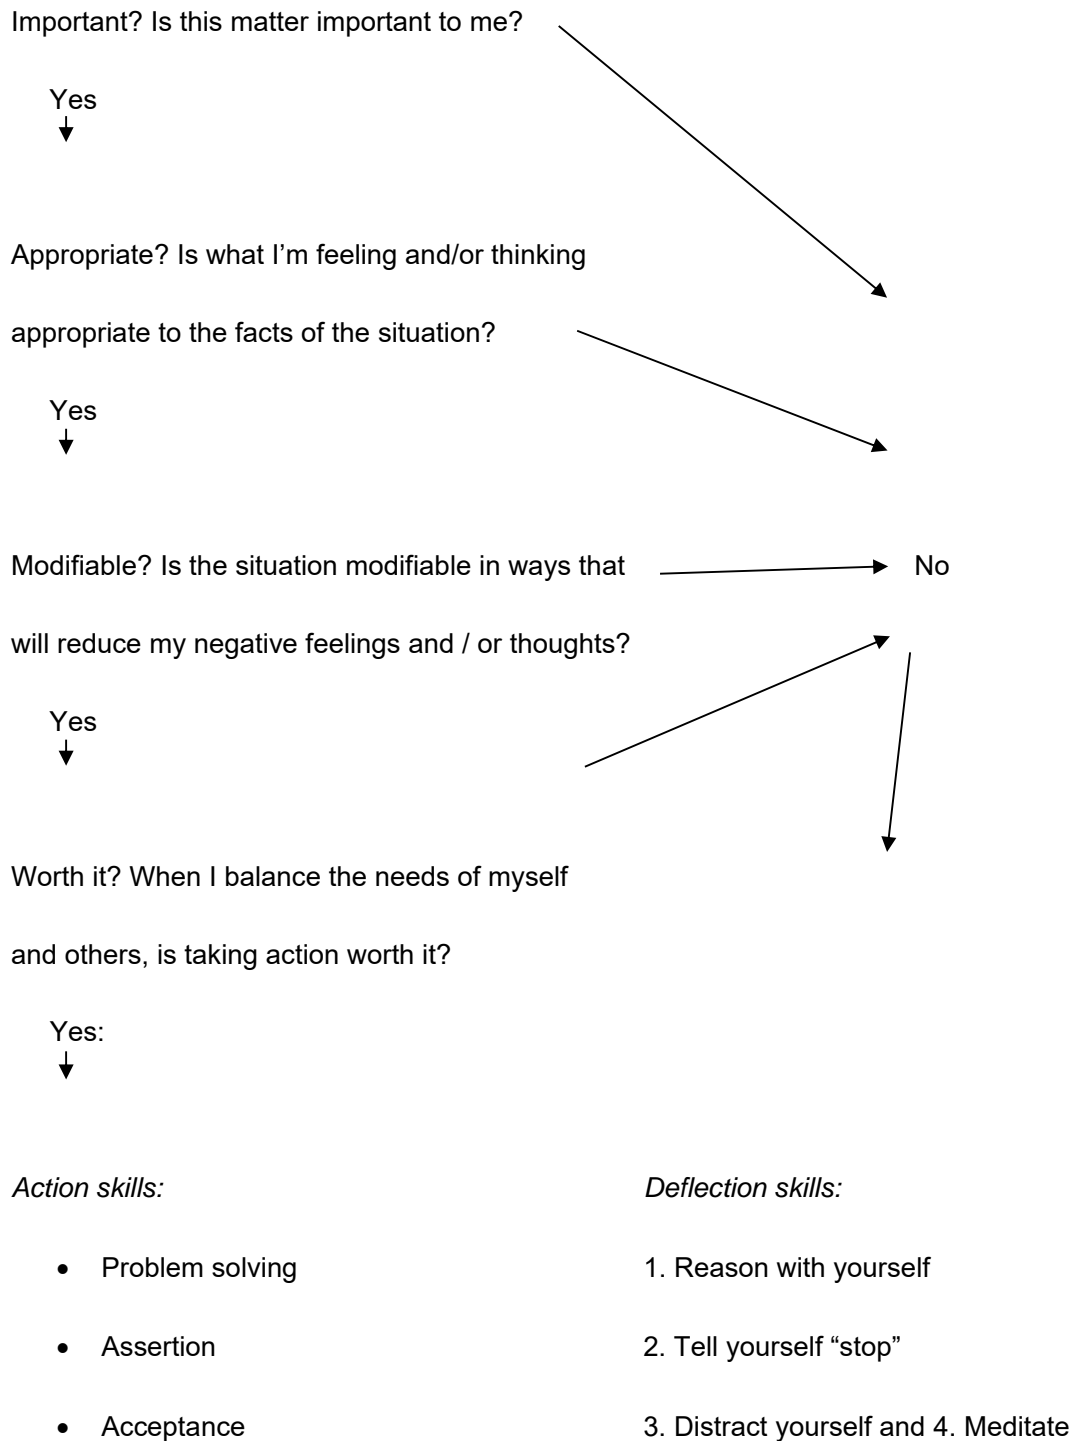 Important? Is this matter important to me?
Yes
Appropriate? Is what I’m feeling and/or thinking
appropriate to the facts of the situation?
Yes
Modifiable? Is the situation modifiable in ways that
No
will reduce my negative feelings and / or thoughts?
Yes
Worth it? When I balance the needs of myself
and others, is taking action worth it?
Yes:
Action skills:
Deflection skills:
• Problem solving
1. Reason with yourself
• Assertion
2. Tell yourself “stop”
• Acceptance
3. Distract yourself and 4. Meditate